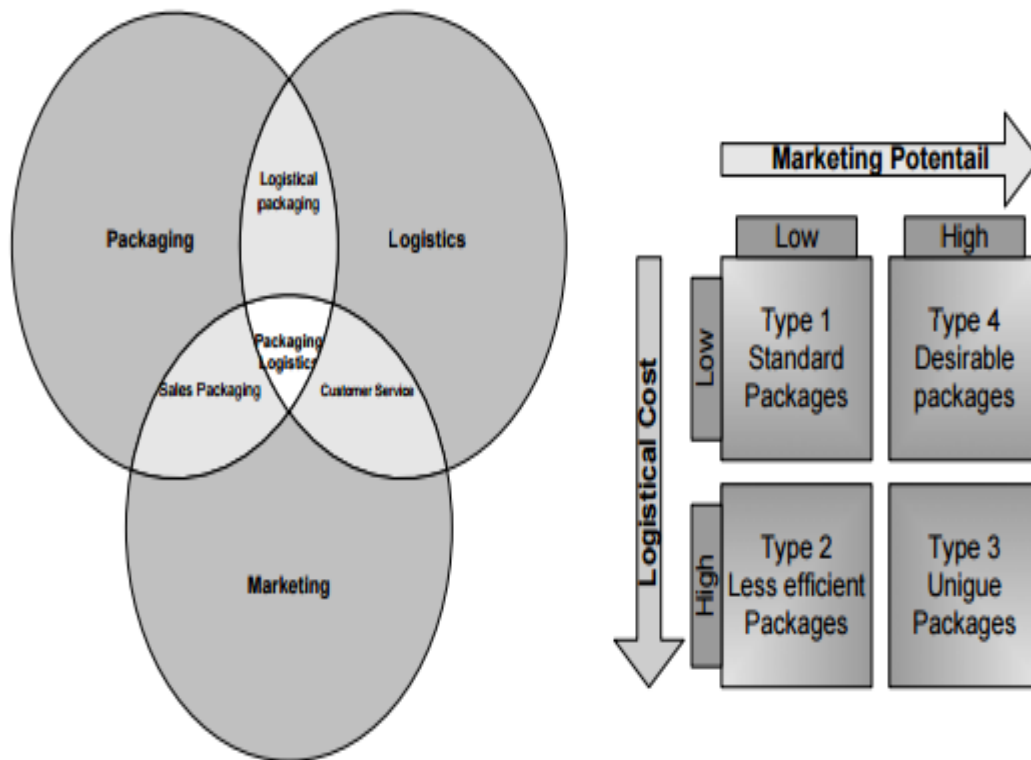 Logistical
packaging
Packaging
Logistics
Packaging
Logistics
Sales Packaging
Customer Service
Marketing
Marketing Potentail
Low
High
Logistical Cost
Low
High
Type 1
Standard
Packages
Type 4
Desirable
packages
Type 2
Less efficient
Packages
Type 3
Unigue
Packages